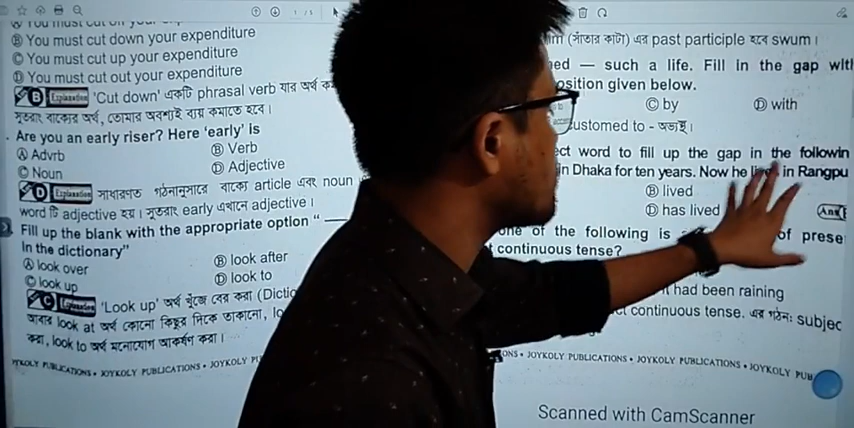 Ⓑ You must cut down your expenditure
Ⓒ You must cut up your expenditure
Ⓓ You must cut out your expenditure
Ⓑ Explanation 'Cut down' একটি phrasal verb যার অর্থ
সুতরাং বাক্যের অর্থ, তোমার অবশ্যই ব্যয় কমাতে হবে।
Are you an early riser? Here 'early' is
Ⓐ Advrb Ⓑ Verb
Ⓒ Noun Ⓓ Adjective
Ⓓ Explanation সাধারণত গঠনানুসারে বাক্যে article এবং noun
word টি adjective হয়। সুতরাং early এখানে adjective।
Fill up the blank with the appropriate option "
In the dictionary"
Ⓐ look over Ⓑ look after
Ⓒ look up Ⓓ look to
Ⓒ Explanation 'Look up' অর্থ খুঁজে বের করা
আবার look at অর্থ কোনো কিছুর দিকে তাকানো,
করা, look to অর্থ মনোযোগ আকর্ষণ করা।
PUBLICATIONS • JOYKOLY PUBLICATIONS • JOYKOLY
(সাঁতার কাটা) এর past participle হবে swum।
— such a life. Fill in the gap with
given below.
Ⓒ by Ⓓ with
to - অভ্যস্ত।
word to fill up the gap in the
in Dhaka for ten years. Now he in
Ⓑ lived
Ⓓ has lived Ans
one of the following is of
continuous tense?
had been raining
continuous tense. এর গঠন:
• JOYKOLY PUBLICATIONS • JOYKOLY PUBLICATIONS • JOYKOLY
Scanned with CamScanner